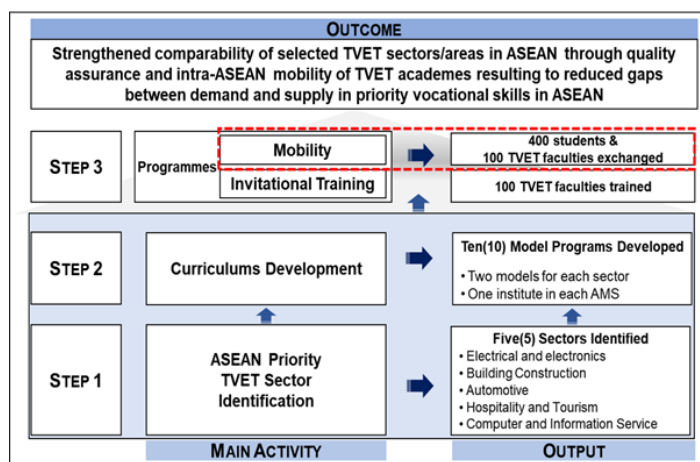 OUTCOME
Strengthened comparability of selected TVET sectors/areas in ASEAN through quality
assurance and intra-ASEAN mobility of TVET academes resulting to reduced gaps
between demand and supply in priority vocational skills in ASEAN
STEP 3
Programmes
Mobility
400 students &
100 TVET faculties exchanged
Invitational Training
100 TVET faculties trained
STEP 2
Curriculums Development
Ten(10) Model Programs Developed
• Two models for each sector
• One institute in each AMS
STEP 1
ASEAN Priority
TVET Sector
Identification
Five(5) Sectors Identified
• Electrical and electronics
• Building Construction
• Automotive
• Hospitality and Tourism
• Computer and Information Service
MAIN ACTIVITY
OUTPUT